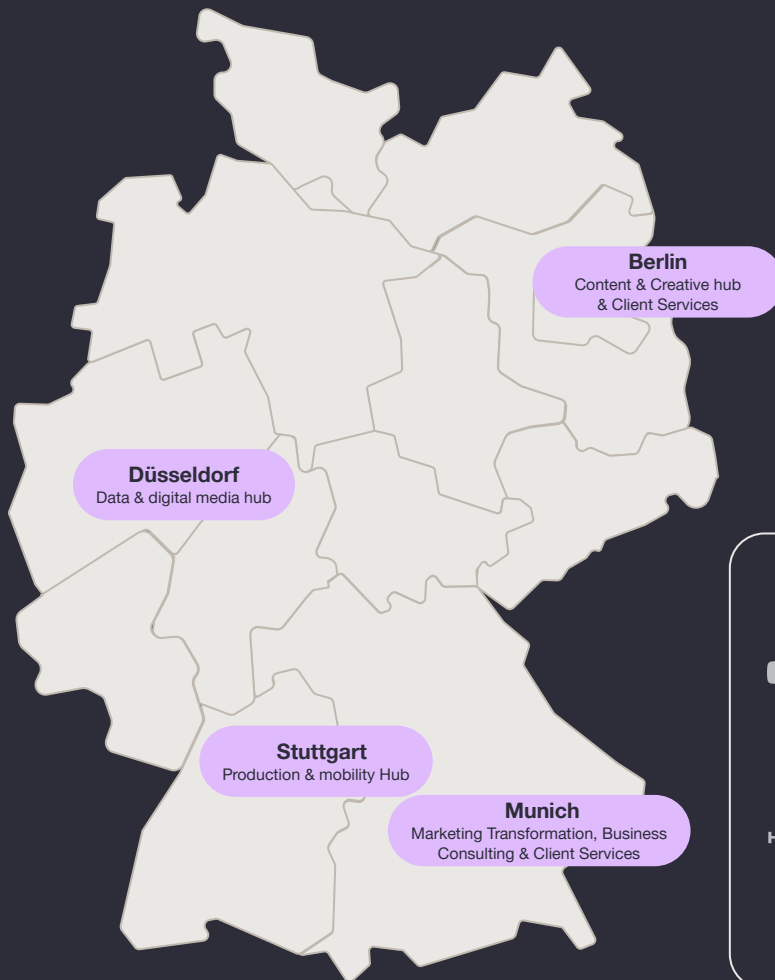 Berlin
Content & Creative hub
& Client Services
Düsseldorf
Data & digital media hub
Stuttgart
Production & mobility Hub
Munich
Marketing Transformation, Business
Consulting & Client Services
H